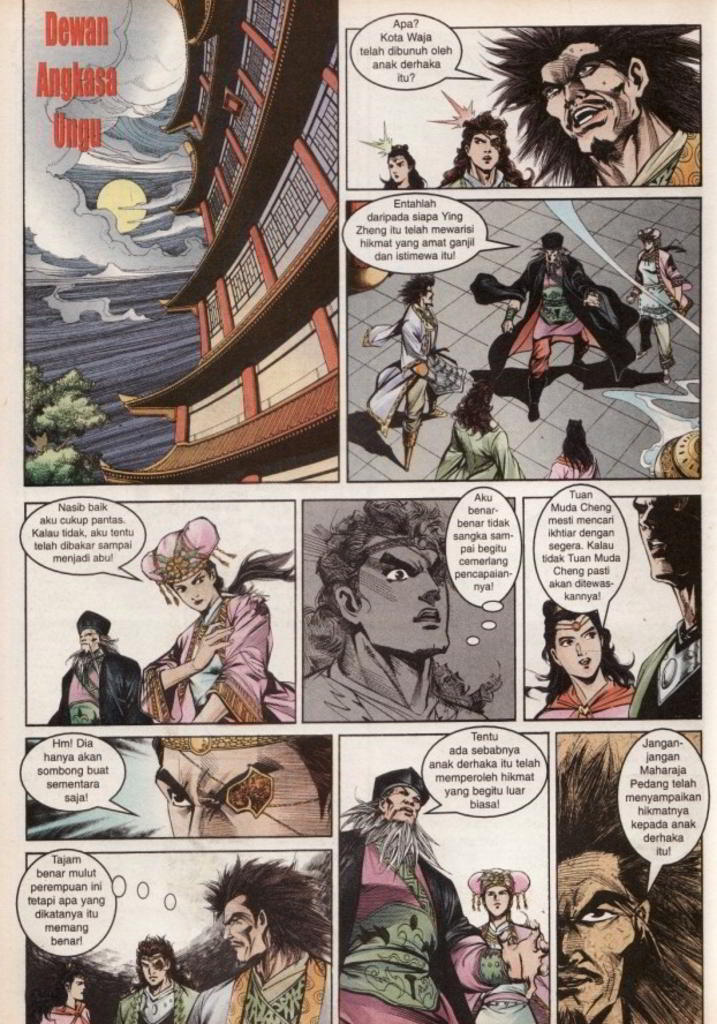 Dewan
Angkasa
Ungu
Apa?
Kota Waja
telah dibunuh oleh
anak derhaka
itu?
Entahlah
daripada siapa Ying
Zheng itu telah mewarisi
hikmat yang amat ganjil
dan istimewa itu!
Nasib baik
aku cukup pantas.
Kalau tidak, aku tentu
telah dibakar sampai
menjadi abu!
Aku
benar-
benar tidak
sangka sam-
pai begitu
cemerlang
pencapaian-
nya!
Tuan
Muda Cheng
mesti mencari
ikhtiar dengan
segera. Kalau
tidak Tuan Muda
Cheng pasti
akan ditewas-
kannya!
Hm! Dia
hanya akan
sombong buat
sementara
saja!
Tentu
ada sebabnya
anak derhaka itu telah
memperoleh hikmat
yang begitu luar
biasa!
Jangan-
jangan
Maharaja
Pedang telah
menyampaikan
hikmatnya
kepada anak
derhaka
itu!
Tajam
benar mulut
perempuan ini
tetapi apa yang
dikatanya itu
memang
benar!